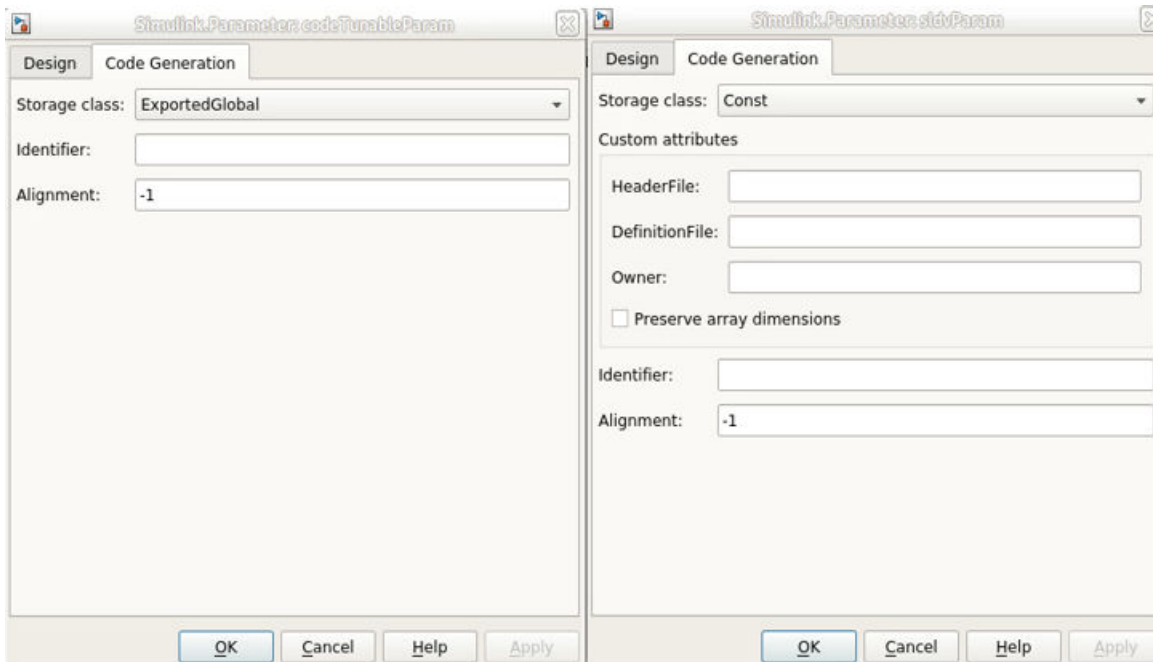 Simulink.Parameter: codeTunableParam
Design Code Generation
Storage class: ExportedGlobal
Identifier:
Alignment: -1
OK Cancel Help Apply
Simulink.Parameter: sldvParam
Design Code Generation
Storage class: Const
Custom attributes
HeaderFile:
DefinitionFile:
Owner:
Preserve array dimensions
Identifier:
Alignment: -1
OK Cancel Help Apply